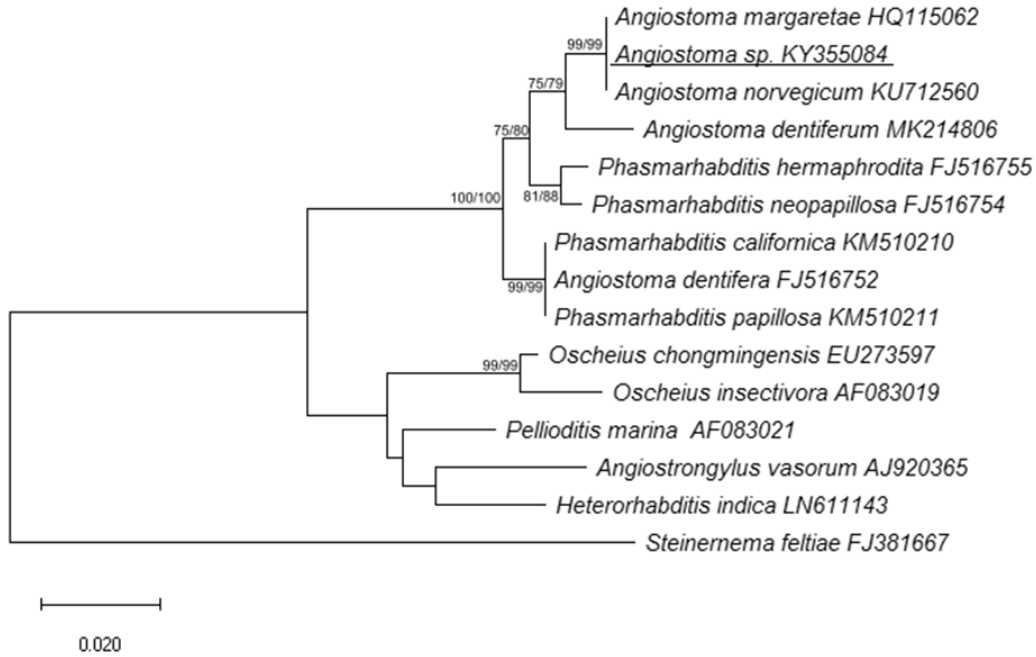 Angiostoma margaretae HQ115062
99/99
Angiostoma sp. KY355084
75/79
Angiostoma norvegicum KU712560
75/80
Angiostoma dentiferum MK214806
Phasmarhabditis hermaphrodita FJ516755
100/100
81/88
Phasmarhabditis neopapillosa FJ516754
Phasmarhabditis californica KM510210
99/99
Angiostoma dentifera FJ516752
Phasmarhabditis papillosa KM510211
Oscheius chongmingensis EU273597
99/99
Oscheius insectivora AF083019
Pellioditis marina AF083021
Angiostrongylus vasorum AJ920365
Heterorhabditis indica LN611143
Steinernema feltiae FJ381667
0.020